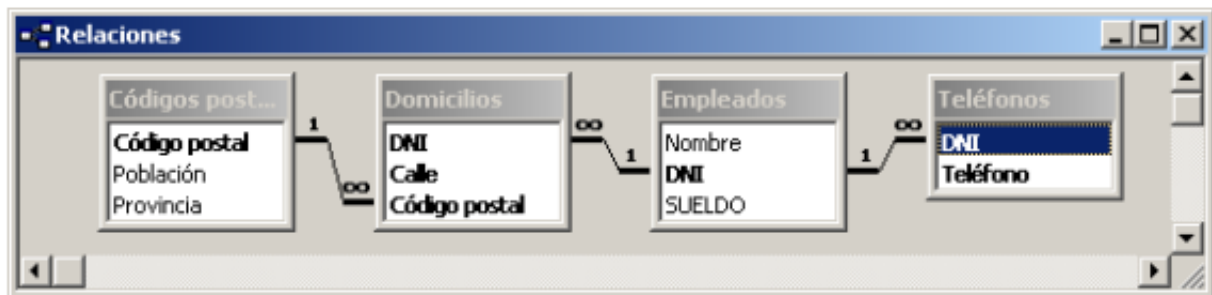 Relaciones
Códigos post...
Código postal
Población
Provincia
1
∞
Domicilios
DNI
Calle
Código postal
∞
1
Empleados
Nombre
DNI
SUELDO
1
∞
Teléfonos
DNI
Teléfono